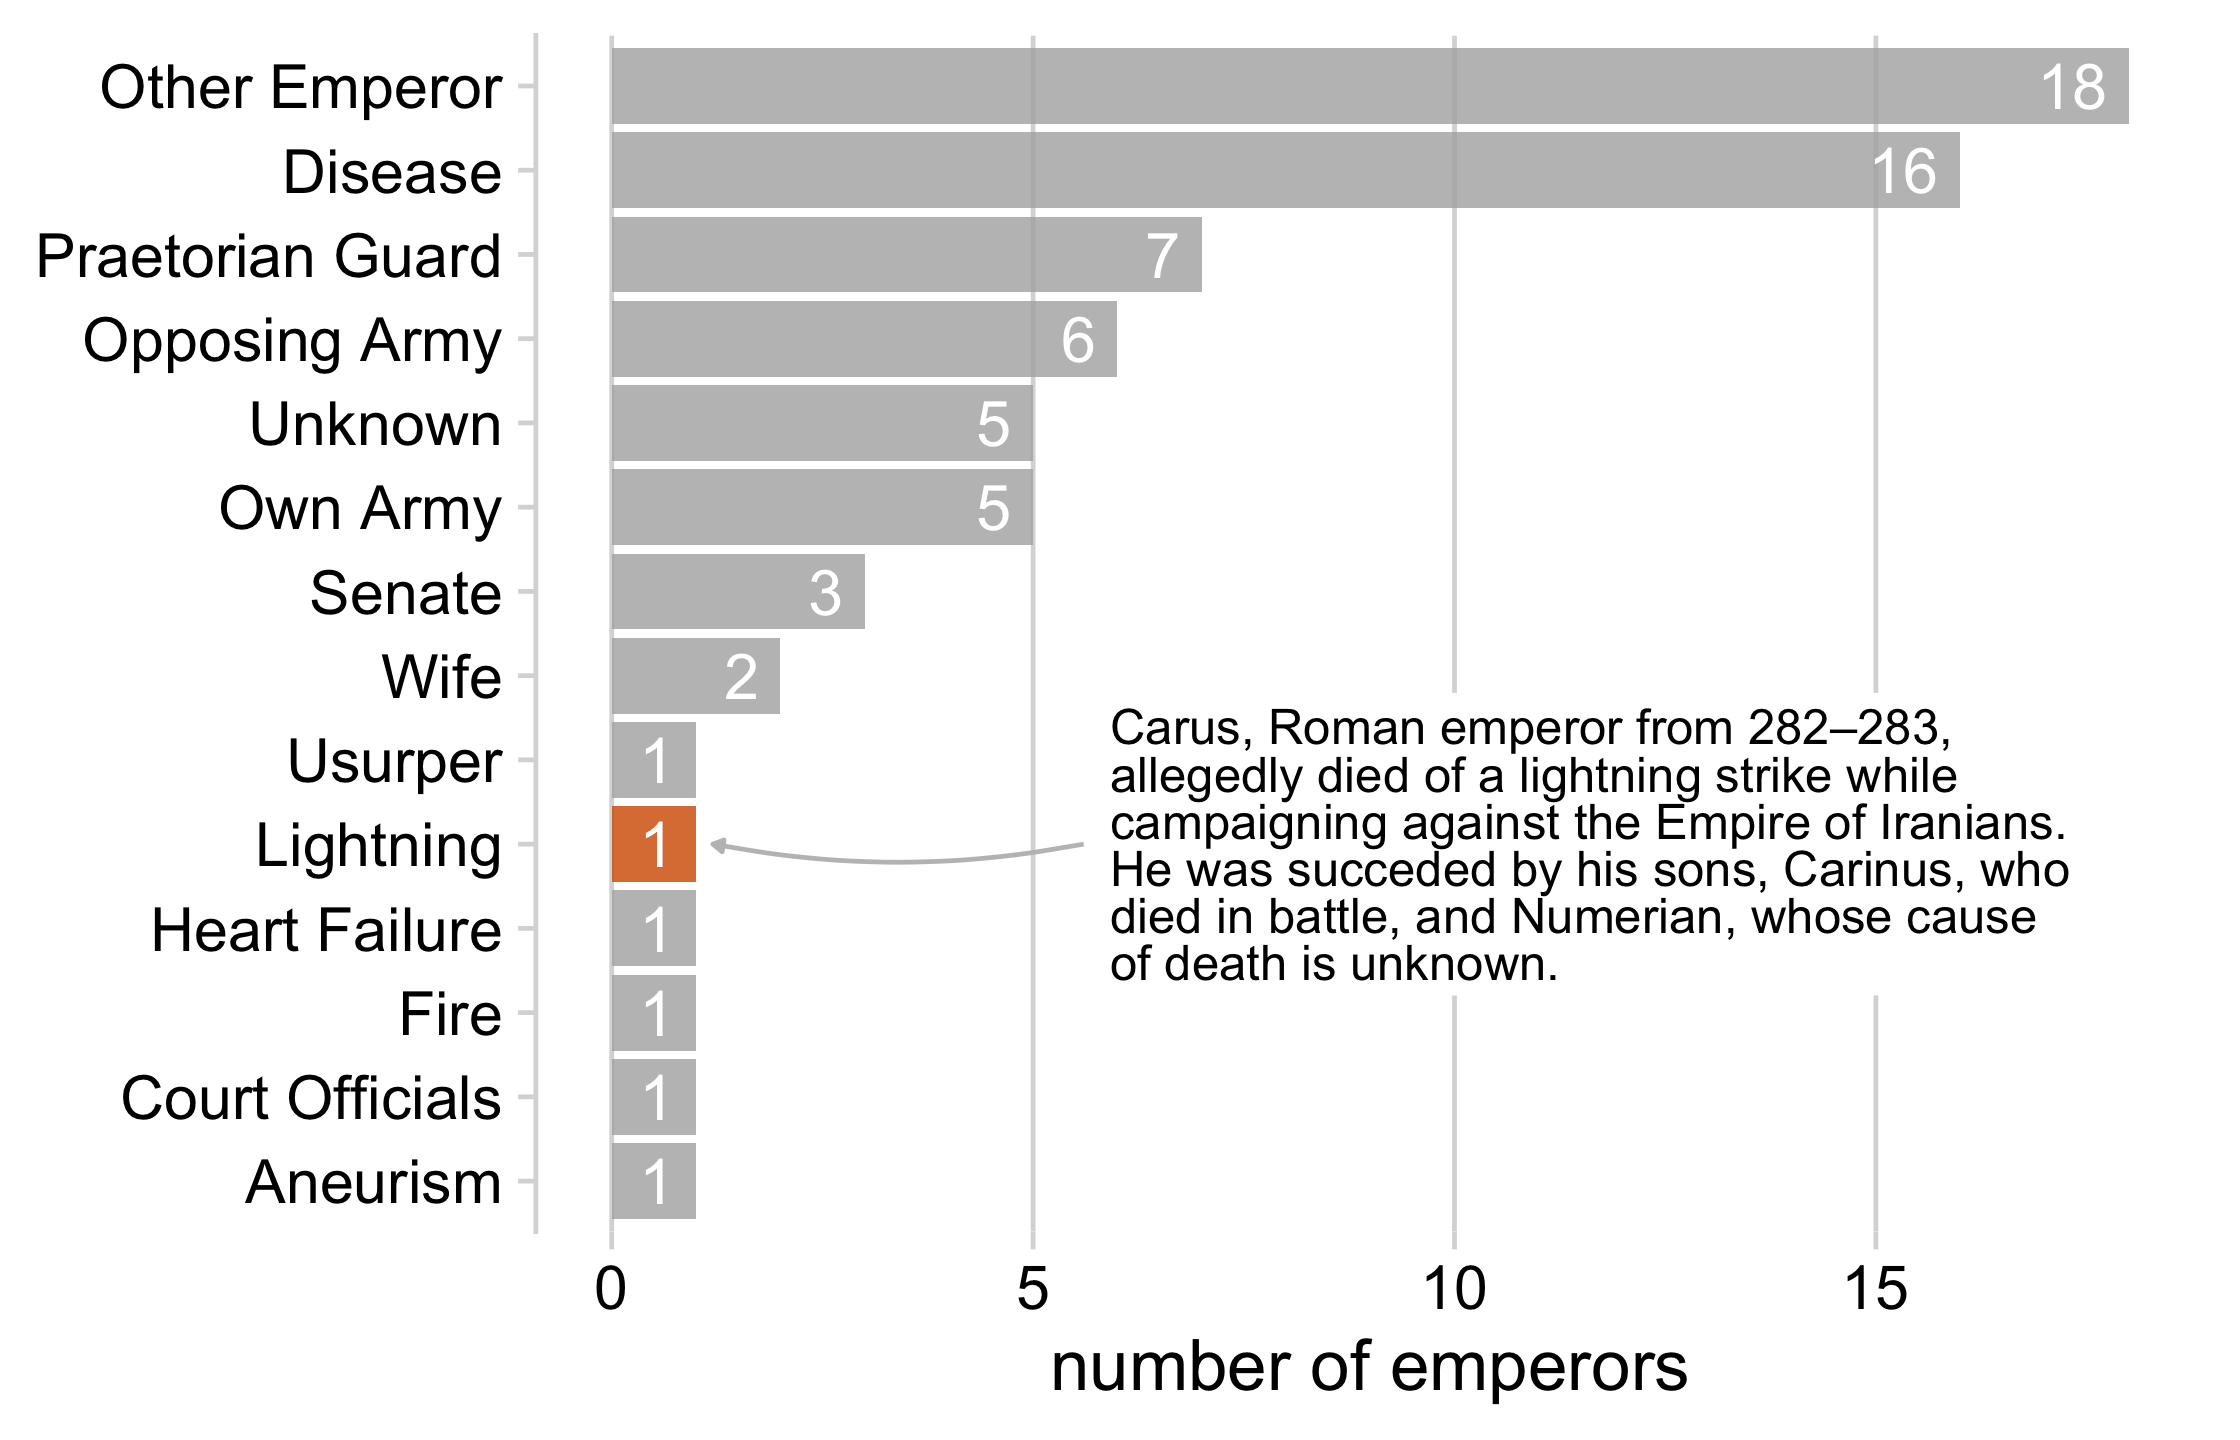 Other Emperor 18
Disease 16
Praetorian Guard 7
Opposing Army 6
Unknown 5
Own Army 5
Senate 3
Wife 2
Usurper 1
Lightning 1
Heart Failure 1
Fire 1
Court Officials 1
Aneurism 1
Carus, Roman emperor from 282–283,
allegedly died of a lightning strike while
campaigning against the Empire of Iranians.
He was succeded by his sons, Carinus, who
died in battle, and Numerian, whose cause
of death is unknown.
0 5 10 15
number of emperors